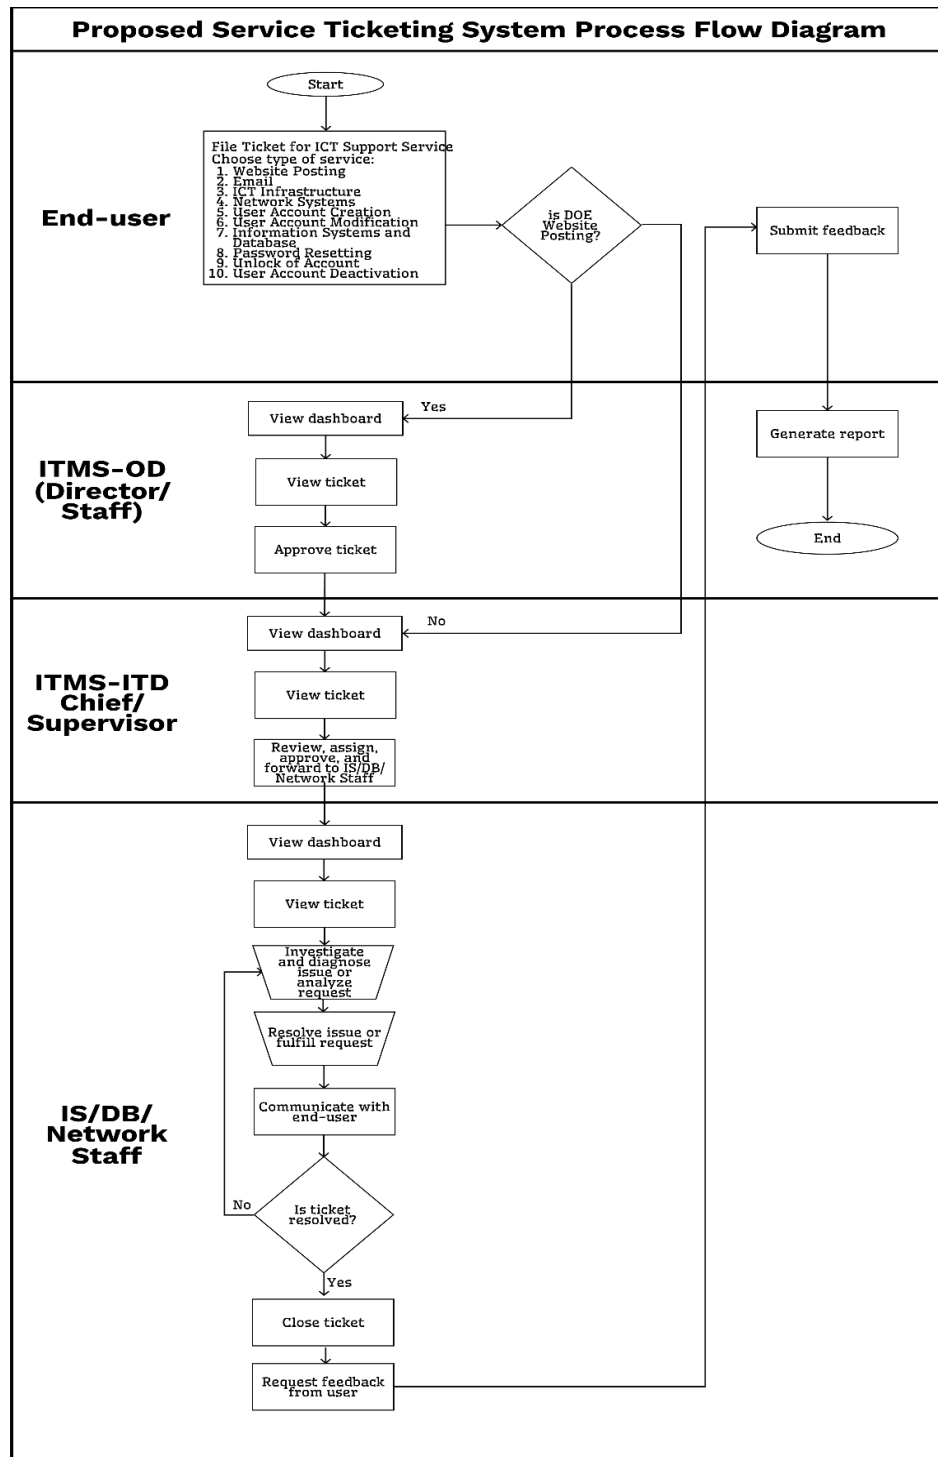 Proposed Service Ticketing System Process Flow Diagram
End-user
Start
File Ticket for ICT Support Service
Choose type of service:
1. Website Posting
2. Email
3. ICT Infrastructure
4. Network Systems
5. User Account Creation
6. User Account Modification
7. Information Systems and
Database
8. Password Resetting
9. Unlock of Account
10. User Account Deactivation
is DOE
Website
Posting?
Submit feedback
ITMS-OD
(Director/
Staff)
Yes
View dashboard
View ticket
Approve ticket
Generate report
End
ITMS-ITD
Chief/
Supervisor
No
View dashboard
View ticket
Review, assign,
approve, and
forward to IS/DB/
Network Staff
IS/DB/
Network
Staff
View dashboard
View ticket
Investigate
and diagnose
issue or
analyze
request
Resolve issue or
fulfill request
Communicate with
end-user
Is ticket
resolved?
No
Yes
Close ticket
Request feedback
from user